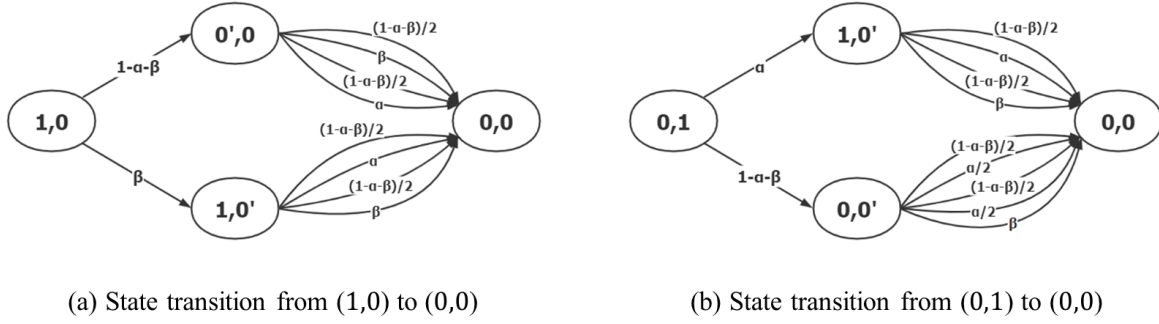 0',0
(1-α-β)/2
β
(1-α-β)/2
α
1-α-β
1,0
β
0,0
1,0'
(1-α-β)/2
α
(1-α-β)/2
β
(a) State transition from (1,0) to (0,0)
1,0'
(1-α-β)/2
α
(1-α-β)/2
β
α
0,1
1-α-β
0,0
0,0'
(1-α-β)/2
α/2
(1-α-β)/2
α/2
β
(b) State transition from (0,1) to (0,0)